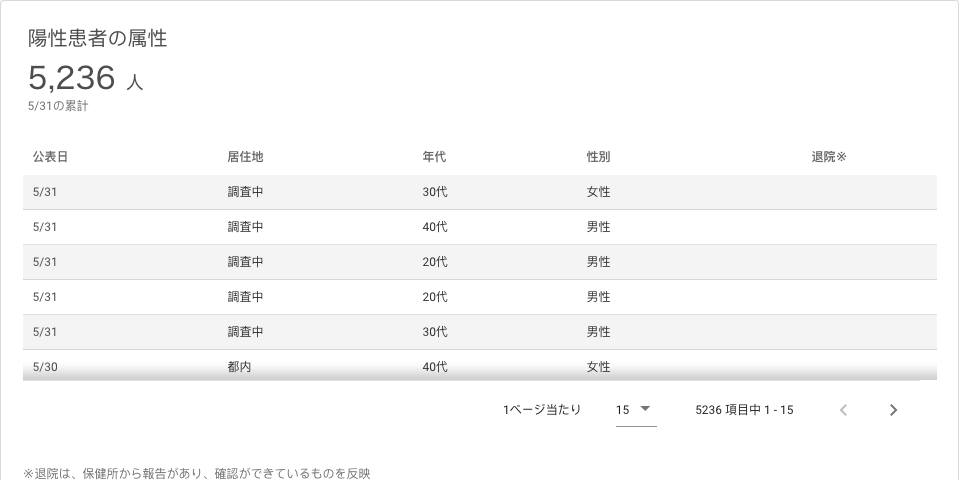 陽性患者の属性
5,236 人
5/31の累計
公表日 居住地 年代 性別 退院※
5/31 調査中 30代 女性
5/31 調査中 40代 男性
5/31 調査中 20代 男性
5/31 調査中 20代 男性
5/31 調査中 30代 男性
5/30 都内 40代 女性
1ページ当たり 15 5236 項目中 1 - 15
※退院は、保健所から報告があり、確認ができているものを反映